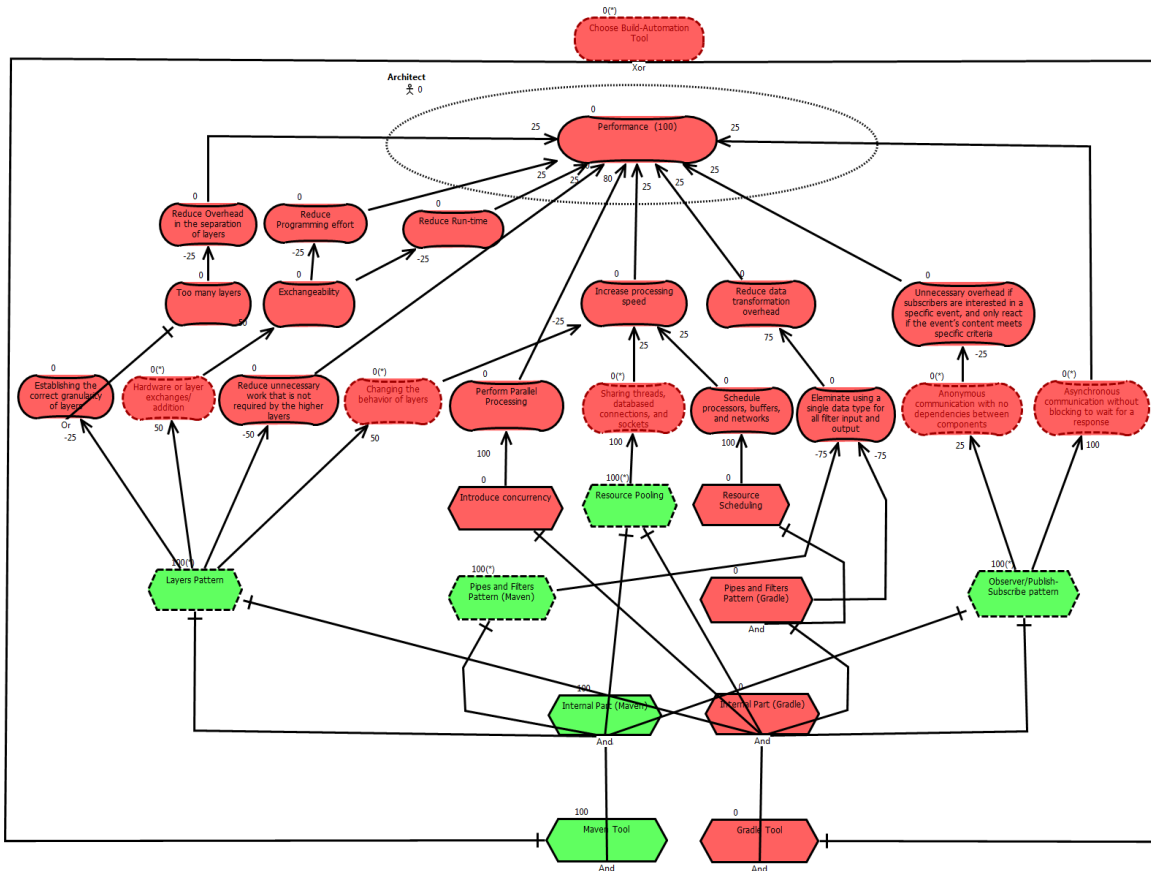 0(*)
Choose Build-Automation
Tool
Xor
Architect
0
0
Performance (100)
25
25
25
25
80
25
25
25
0
Reduce Overhead
in the separation
of layers
0
Reduce
Programming effort
0
Reduce Run-time
-25
-25
-25
0
Too many layers
0
Exchangeability
0
Increase processing
speed
0
Reduce data
transformation
overhead
0
Unnecessary overhead if
subscribers are interested in a
specific event, and only react
if the event's content meets
specific criteria
50
-25
25
25
75
-25
0
Establishing the
correct granularity
of layers
Or
0(*)
Hardware or layer
exchanges/
addition
0
Reduce unnecessary
work that is not
required by the higher
layers
0(*)
Changing the
behavior of layers
0
Perform Parallel
Processing
0(*)
Sharing threads,
databased
connections, and
sockets
0
Schedule
processors, buffers,
and networks
0
Eleminate using a
single data type for
all filter input and
output
0(*)
Anonymous
communication with no
dependencies between
components
0(*)
Asynchronous
communication without
blocking to wait for a
response
-25
50
-50
50
100
100
100
-75
-75
25
100
0
Introduce concurrency
100(*)
Resource Pooling
0
Resource
Scheduling
100(*)
Layers Pattern
100(*)
Pipes and Filters
Pattern (Maven)
0
Pipes and Filters
Pattern (Gradle)
And
100(*)
Observer/Publish-
Subscribe pattern
100
Internal Part (Maven)
And
0
Internal Part (Gradle)
And
100
Maven Tool
And
0
Gradle Tool
And